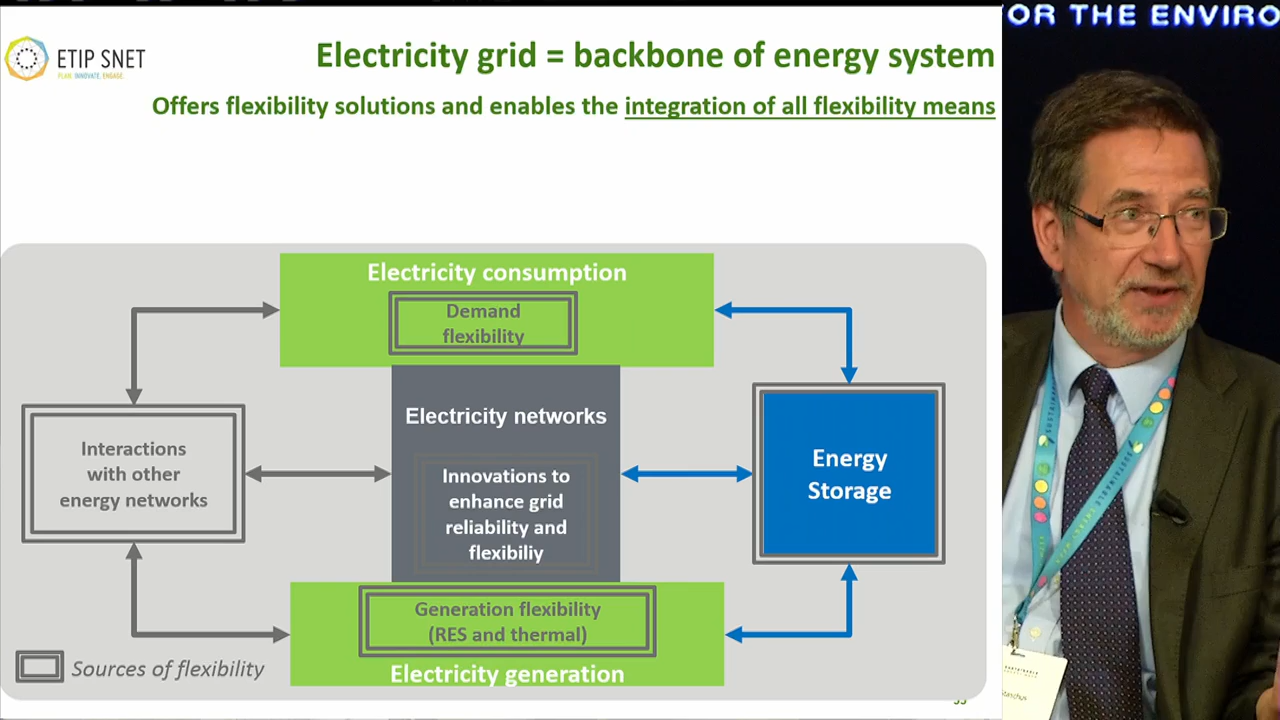 OR THE ENVIRO
ETIP SNET
PLAN. INNOVATE. ENGAGE.
Electricity grid = backbone of energy system
Offers flexibility solutions and enables the integration of all flexibility means
Electricity consumption
Demand
flexibility
Electricity networks
Innovations to
enhance grid
reliability and
flexibiliy
Interactions
with other
energy networks
Energy
Storage
Generation flexibility
(RES and thermal)
Electricity generation
Sources of flexibility